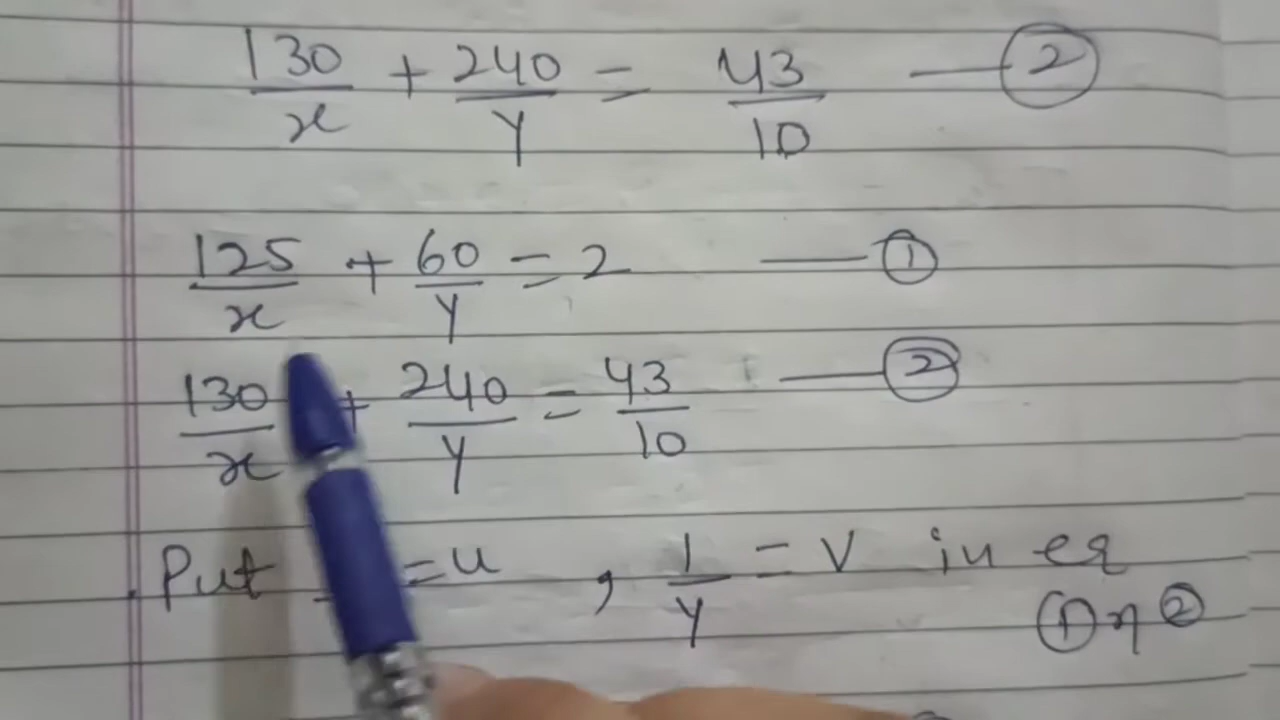 130/x + 240/y = 43/10 — ②
125/x + 60/y = 2 — ①
130/x + 240/y = 43/10 — ②
Put = u , 1/y = v in eq
① η ②